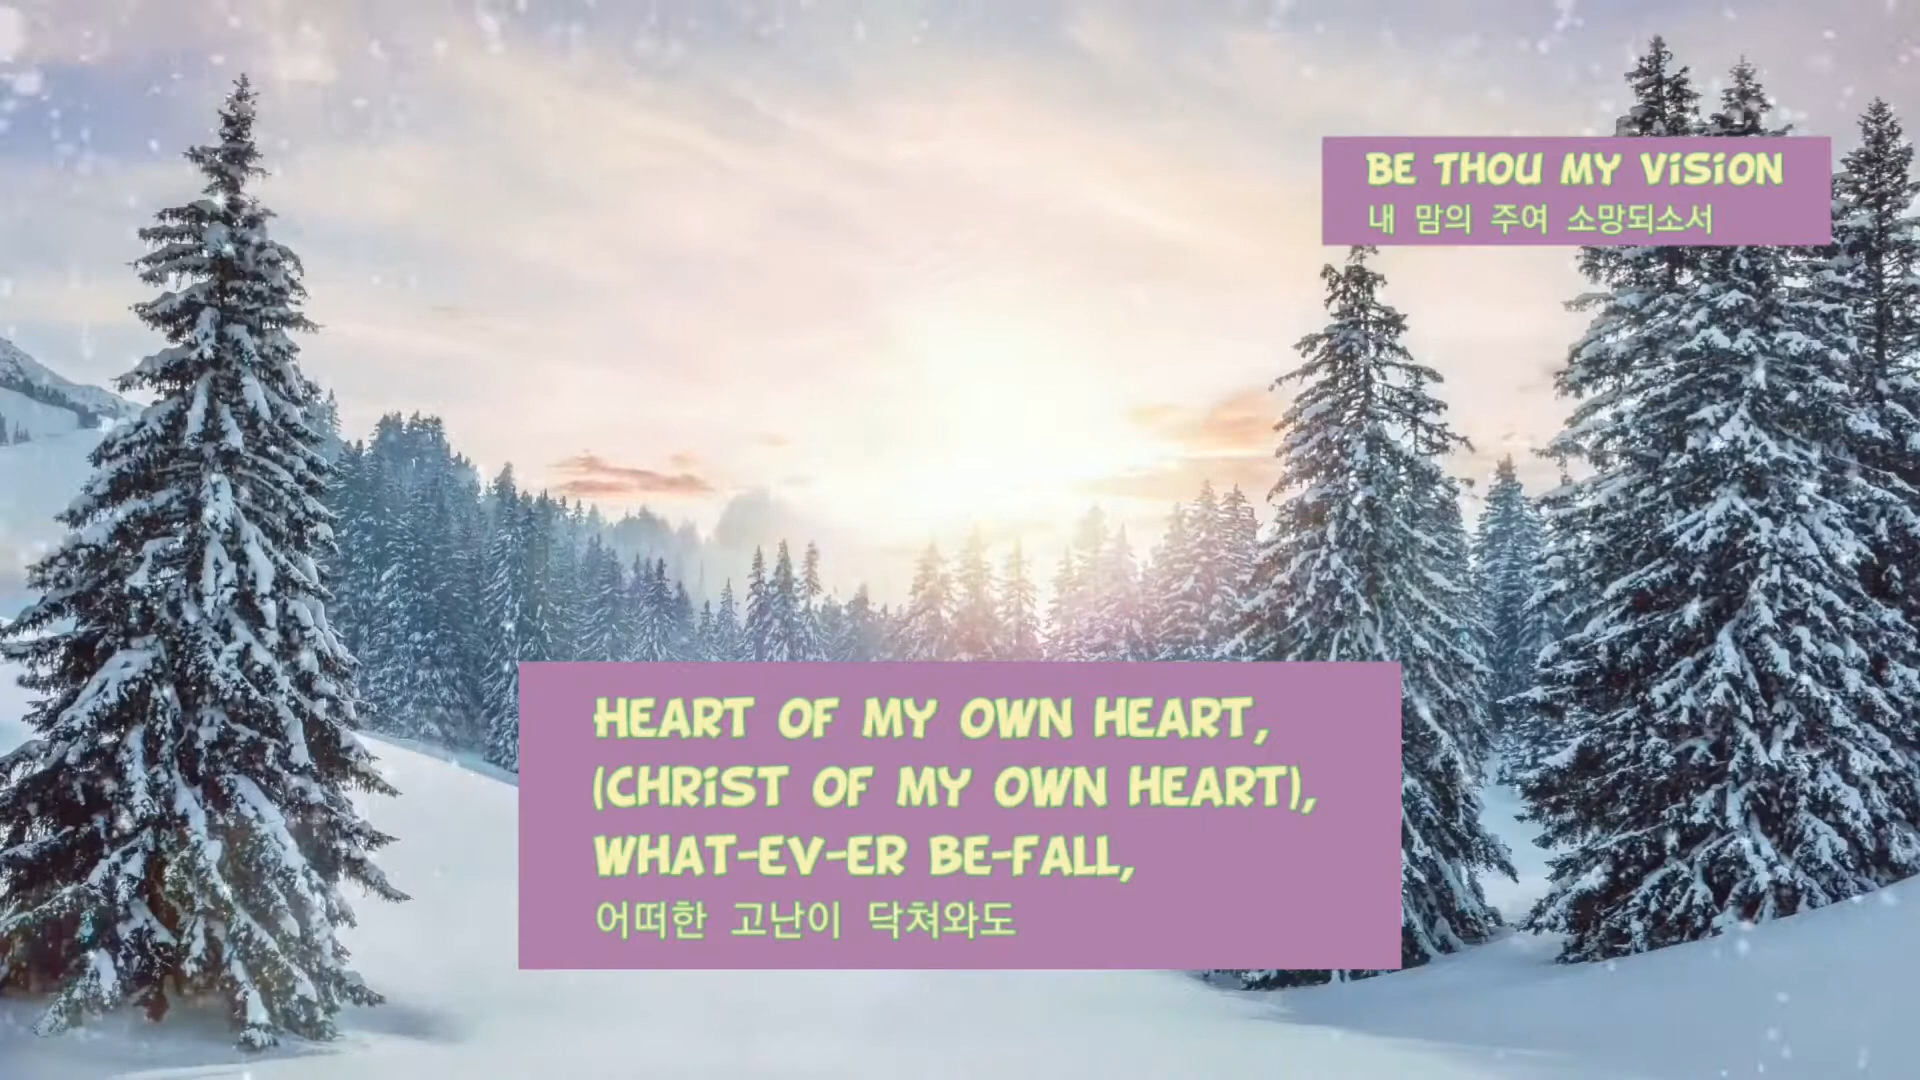 BE THOU MY VISION
내 맘의 주여 소망되소서
HEART OF MY OWN HEART,
(CHRIST OF MY OWN HEART),
WHAT-EV-ER BE-FALL,
어떠한 고난이 닥쳐와도